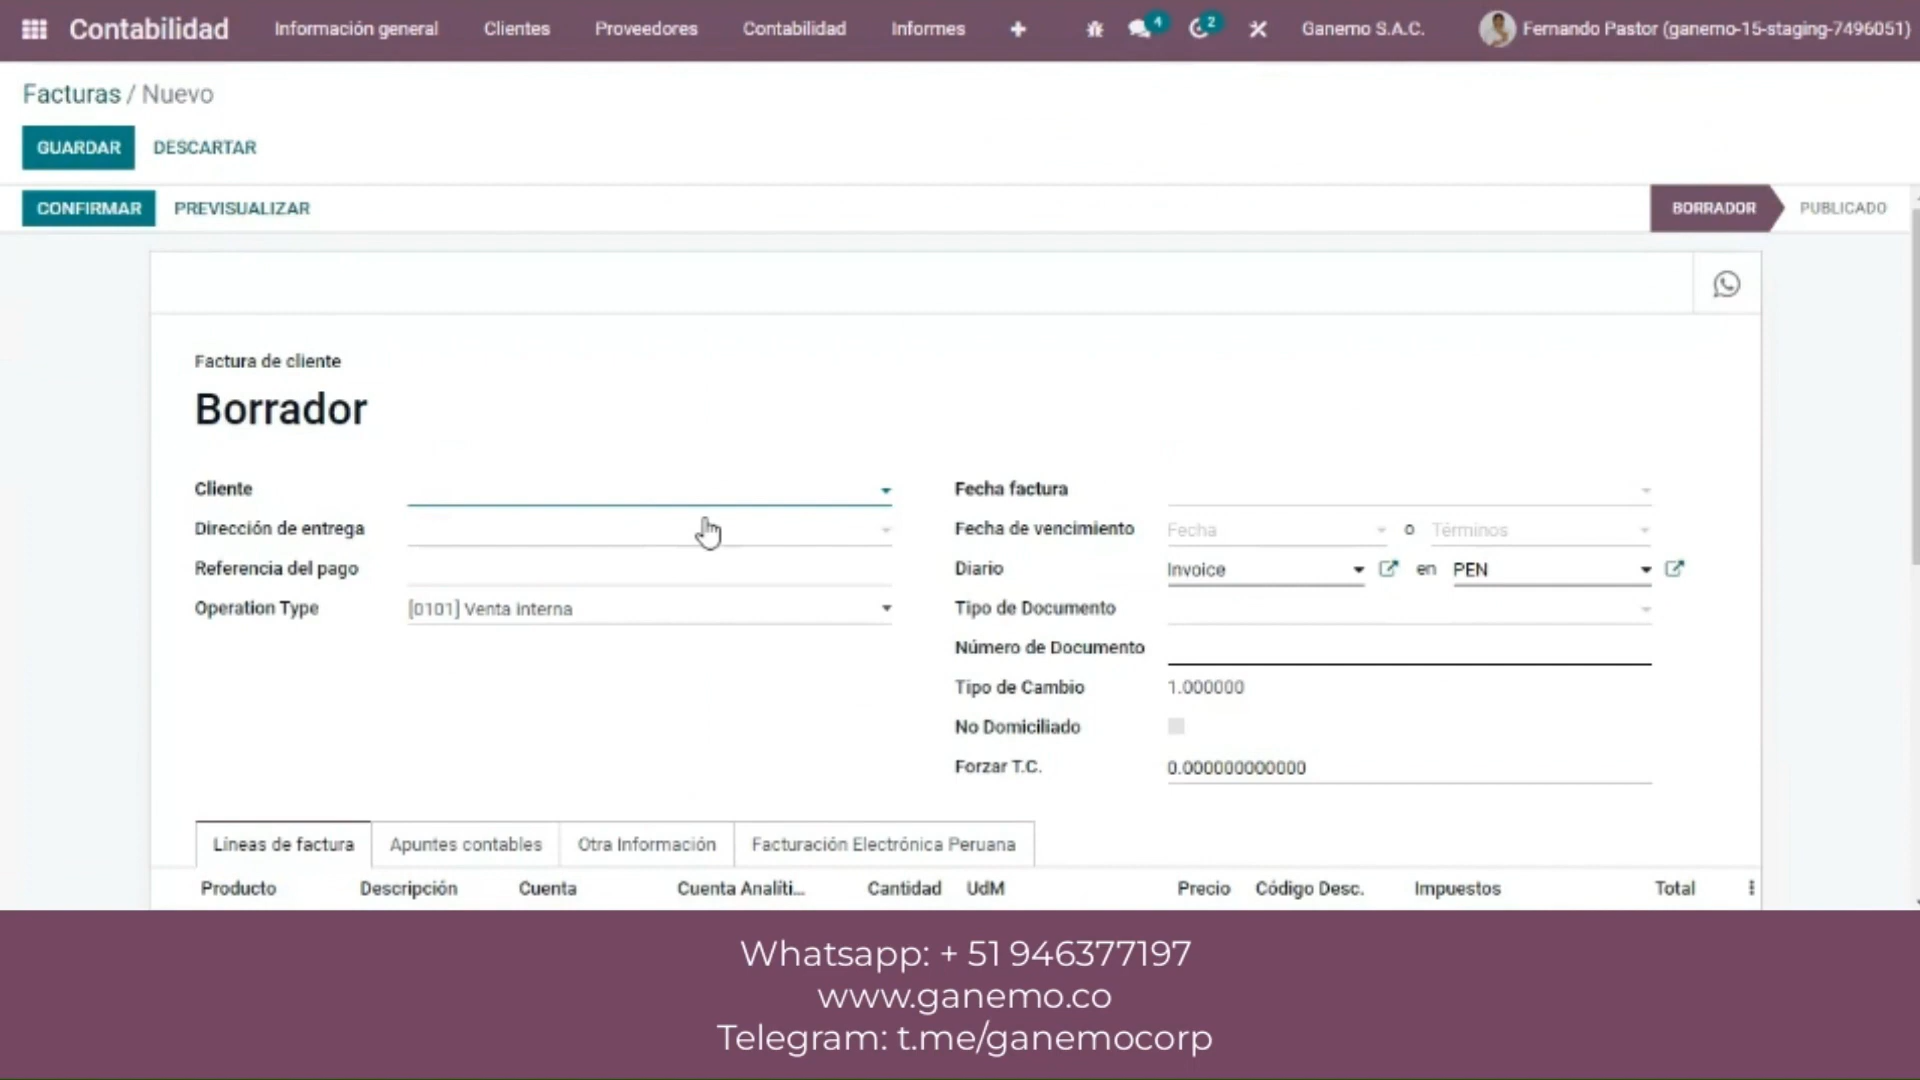 Contabilidad Información general Clientes Proveedores Contabilidad Informes 4 2 Ganemo S.A.C. Fernando Pastor (ganemo-15-staging-7496051)
Facturas / Nuevo
GUARDAR DESCARTAR
CONFIRMAR PREVISUALIZAR BORRADOR PUBLICADO
Factura de cliente
Borrador
Cliente Fecha factura
Dirección de entrega Fecha de vencimiento Fecha o Términos
Referencia del pago Diario Invoice en PEN
Operation Type [0101] Venta interna Tipo de Documento
Número de Documento
Tipo de Cambio 1.000000
No Domiciliado
Forzar T.C. 0.000000000000
Líneas de factura Apuntes contables Otra Información Facturación Electrónica Peruana
Producto Descripción Cuenta Cuenta Analíti... Cantidad UdM Precio Código Desc. Impuestos Total
Whatsapp: + 51 946377197
www.ganemo.co
Telegram: t.me/ganemocorp